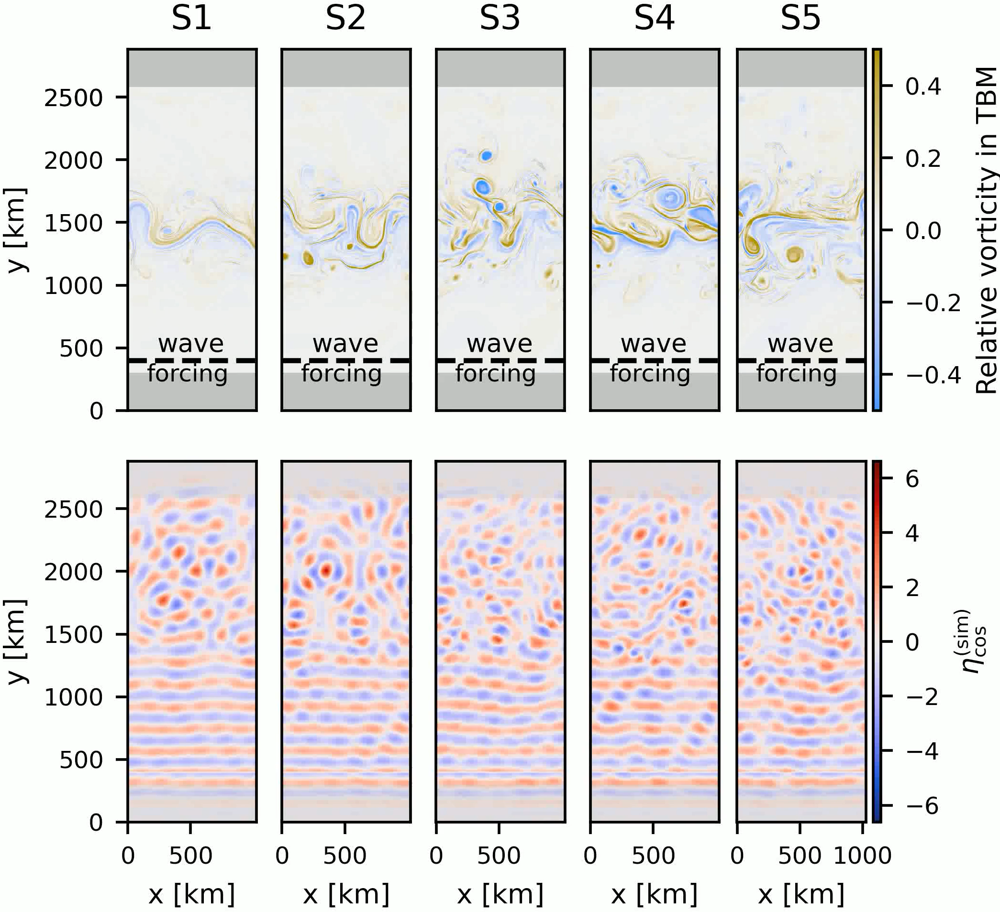 S1 S2 S3 S4 S5
y [km]
2500
2000
1500
1000
500
0
wave
forcing
wave
forcing
wave
forcing
wave
forcing
wave
forcing
0.4
0.2
0.0
−0.2
−0.4
Relative vorticity in TBM
y [km]
2500
2000
1500
1000
500
0
0 500
0 500
0 500
0 500
0 500 1000
x [km] x [km] x [km] x [km] x [km]
6
4
2
0
−2
−4
−6
η_cos^(sim)